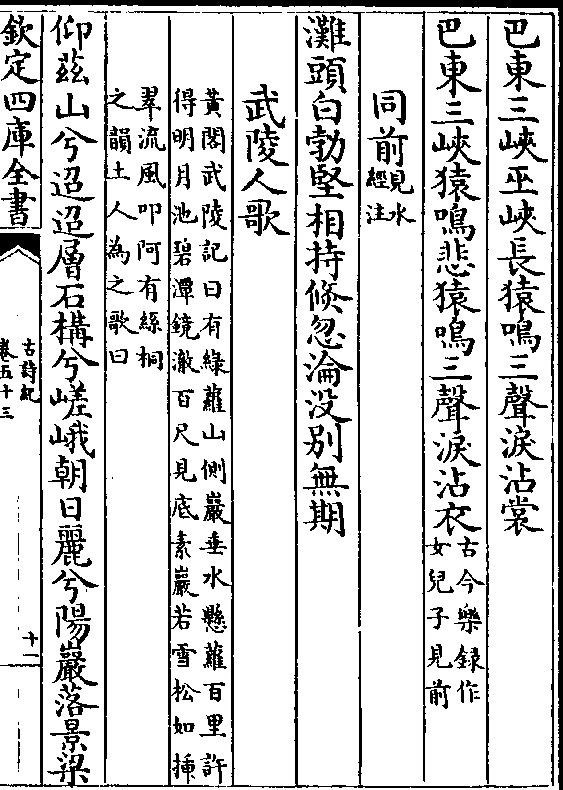 巴東三峽巫峽長猿鳴三聲淚沾裳
巴東三峽猿鳴悲猿鳴三聲淚沾衣古今樂録作
女兒子見前
同前見水
經注
灘頭白勃堅相持倐忽淪没别無期
武陵人歌
黄閔武陵記曰有緑蘿山側巖垂水懸蘿百里許
得明月池碧潭鏡澈百尺見底素巖若雪松如插
翠流風叩阿有絲桐
之韻土人為之歌曰
仰兹山兮迢迢層石構兮嵯峨朝日麗兮陽巖落景梁
欽定四庫全書
古詩紀
卷五十三
十一